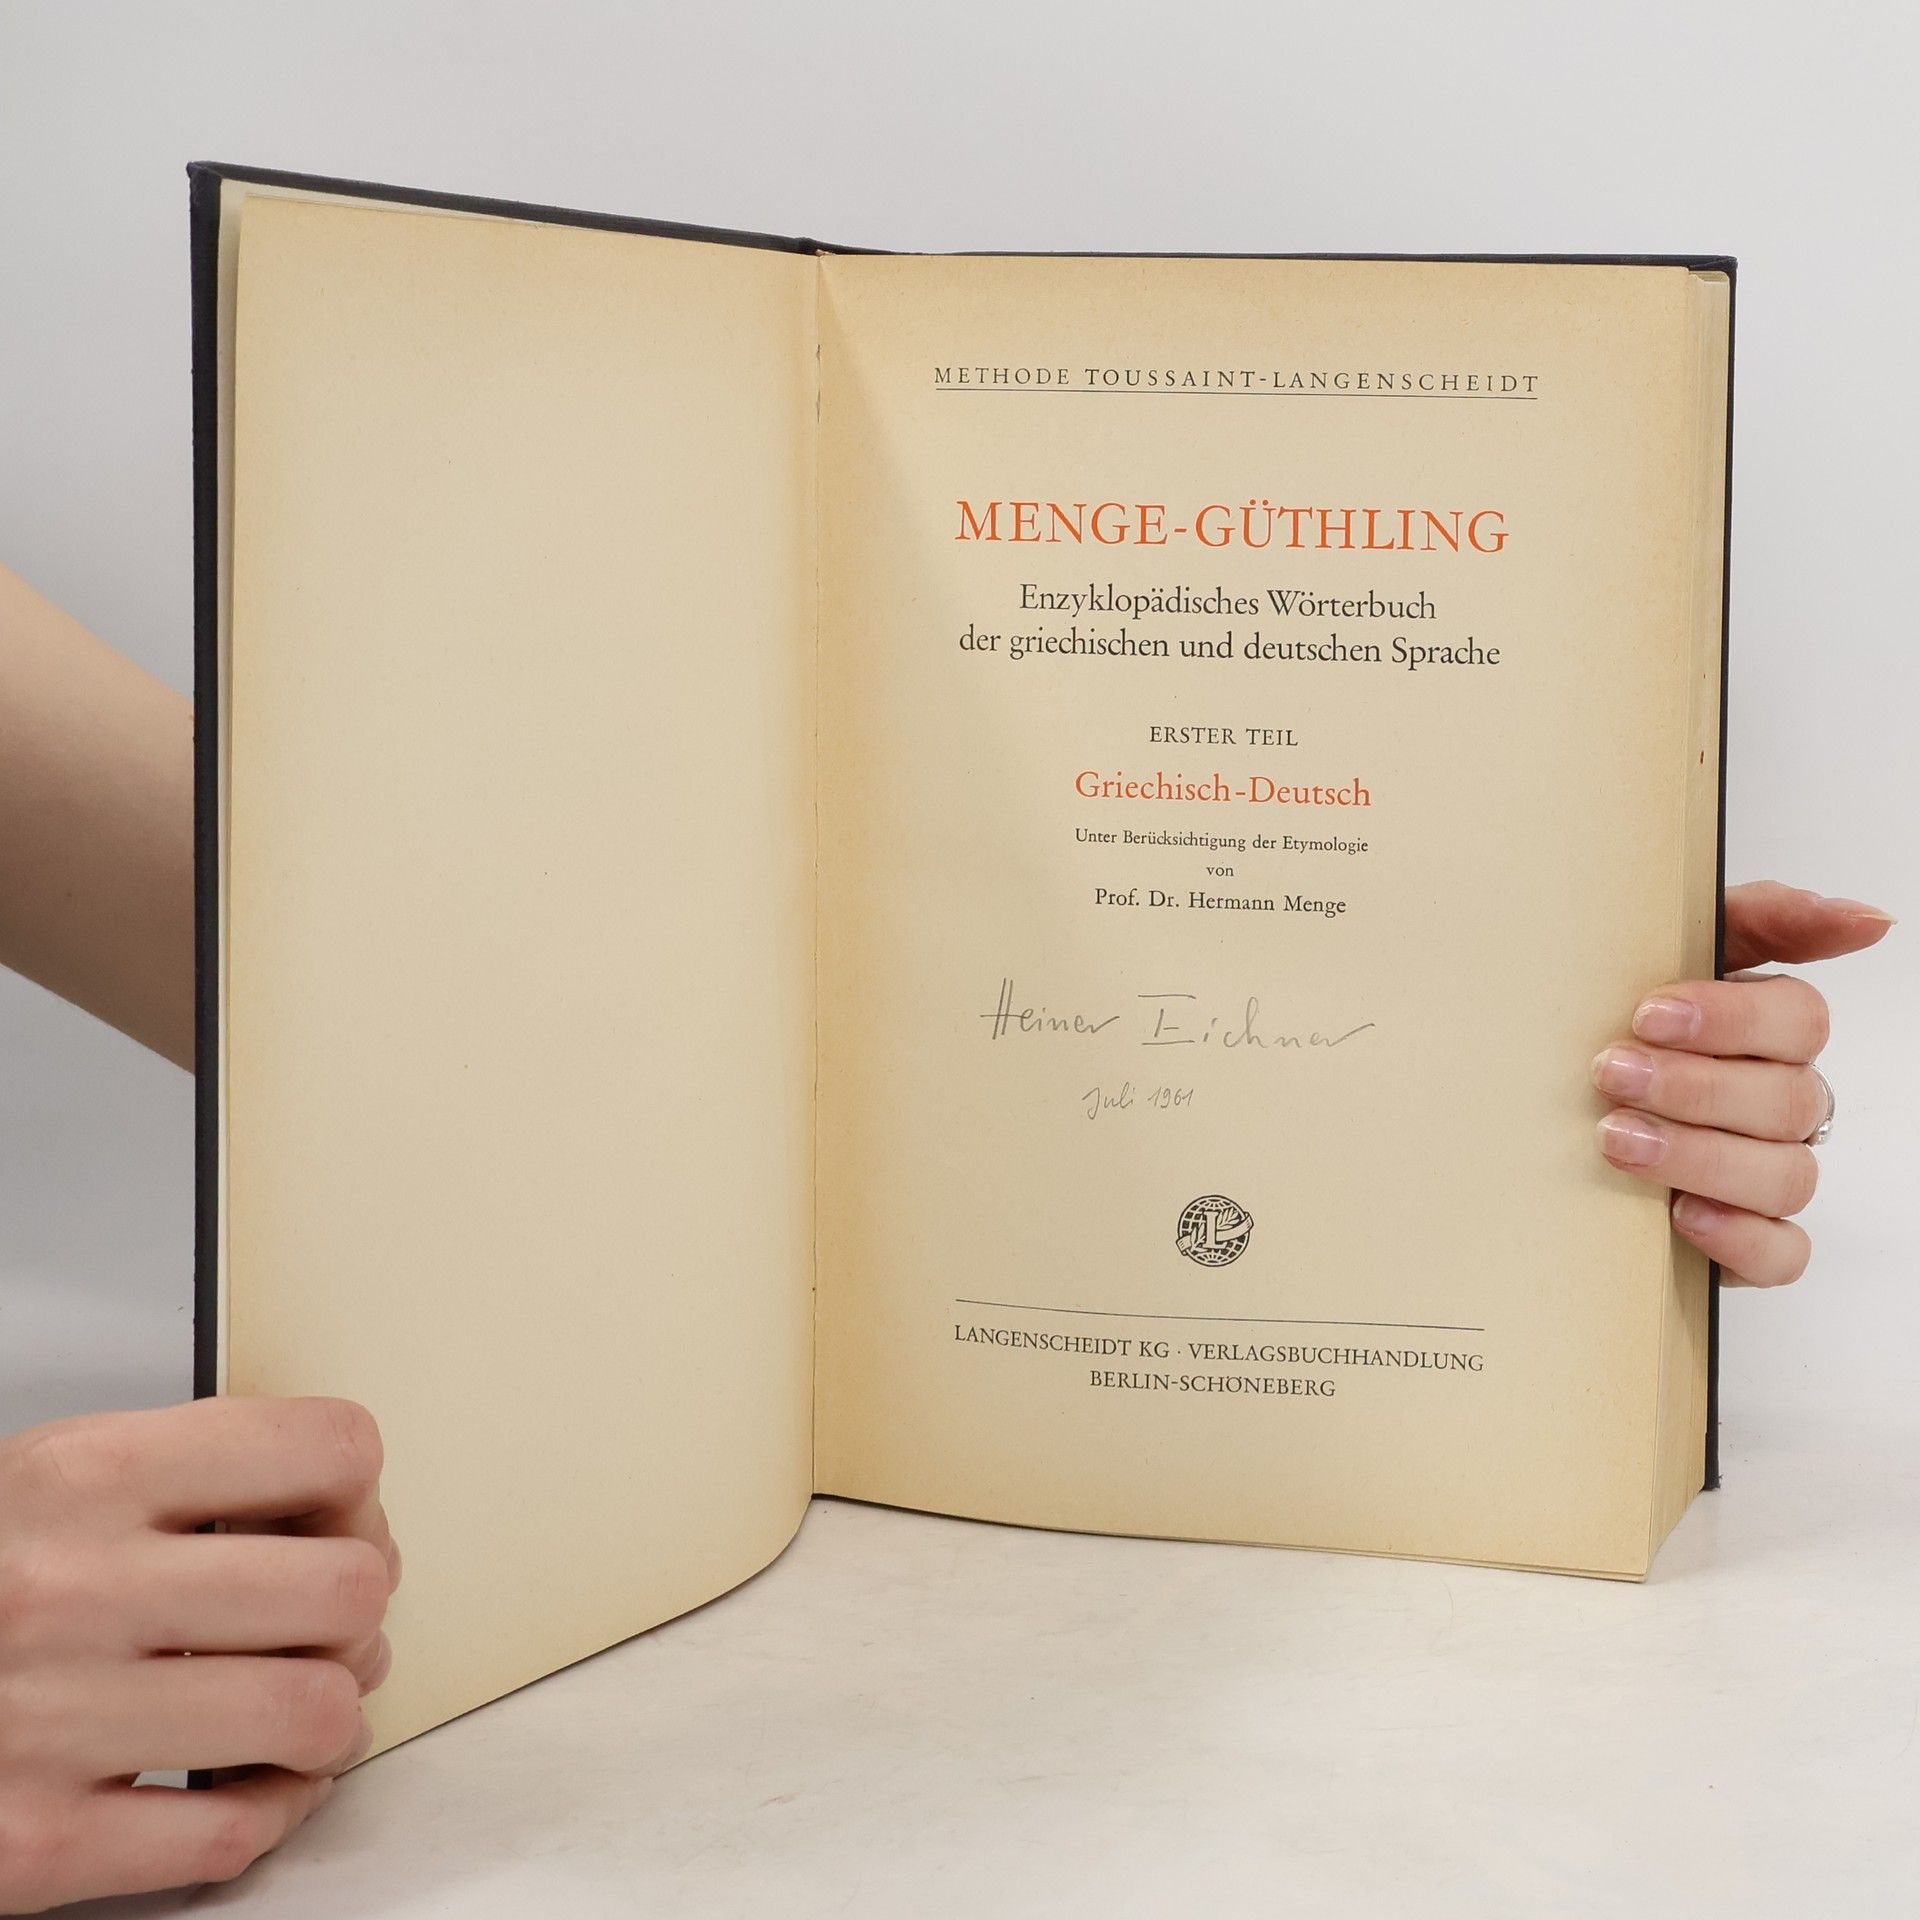 METHODE TOUSSAINT-LANGENSCHEIDT
MENGE-GÜTHLING
Enzyklopädisches Wörterbuch
der griechischen und deutschen Sprache
ERSTER TEIL
Griechisch-Deutsch
Unter Berücksichtigung der Etymologie
von
Prof. Dr. Hermann Menge
Heiner Eichner
Juli 1961
L
LANGENSCHEIDT KG · VERLAGSBUCHHANDLUNG
BERLIN-SCHÖNEBERG